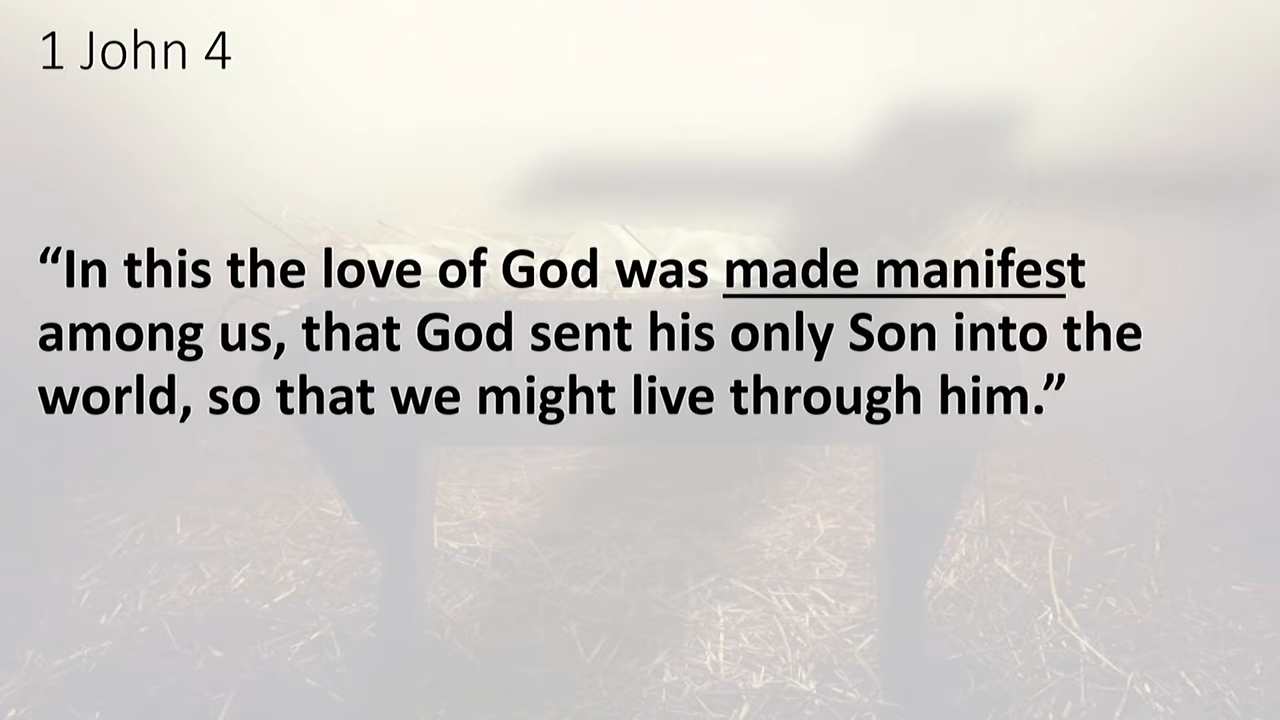 1 John 4
“In this the love of God was made manifest
among us, that God sent his only Son into the
world, so that we might live through him.”